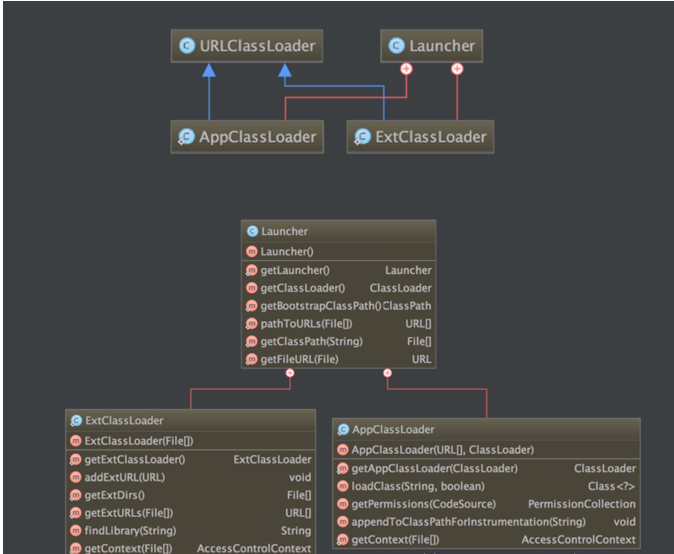 URLClassLoader
Launcher
AppClassLoader
ExtClassLoader
Launcher
Launcher()
getLauncher() Launcher
getClassLoader() ClassLoader
getBootstrapClassPath() ClassPath
pathToURLs(File[]) URL[]
getClassPath(String) File[]
getFileURL(File) URL
ExtClassLoader
ExtClassLoader(File[])
getExtClassLoader() ExtClassLoader
addExtURL(URL) void
getExtDirs() File[]
getExtURLs(File[]) URL[]
findLibrary(String) String
getContext(File[]) AccessControlContext
AppClassLoader
AppClassLoader(URL[], ClassLoader)
getAppClassLoader(ClassLoader) ClassLoader
loadClass(String, boolean) Class<?>
getPermissions(CodeSource) PermissionCollection
appendToClassPathForInstrumentation(String) void
getContext(File[]) AccessControlContext